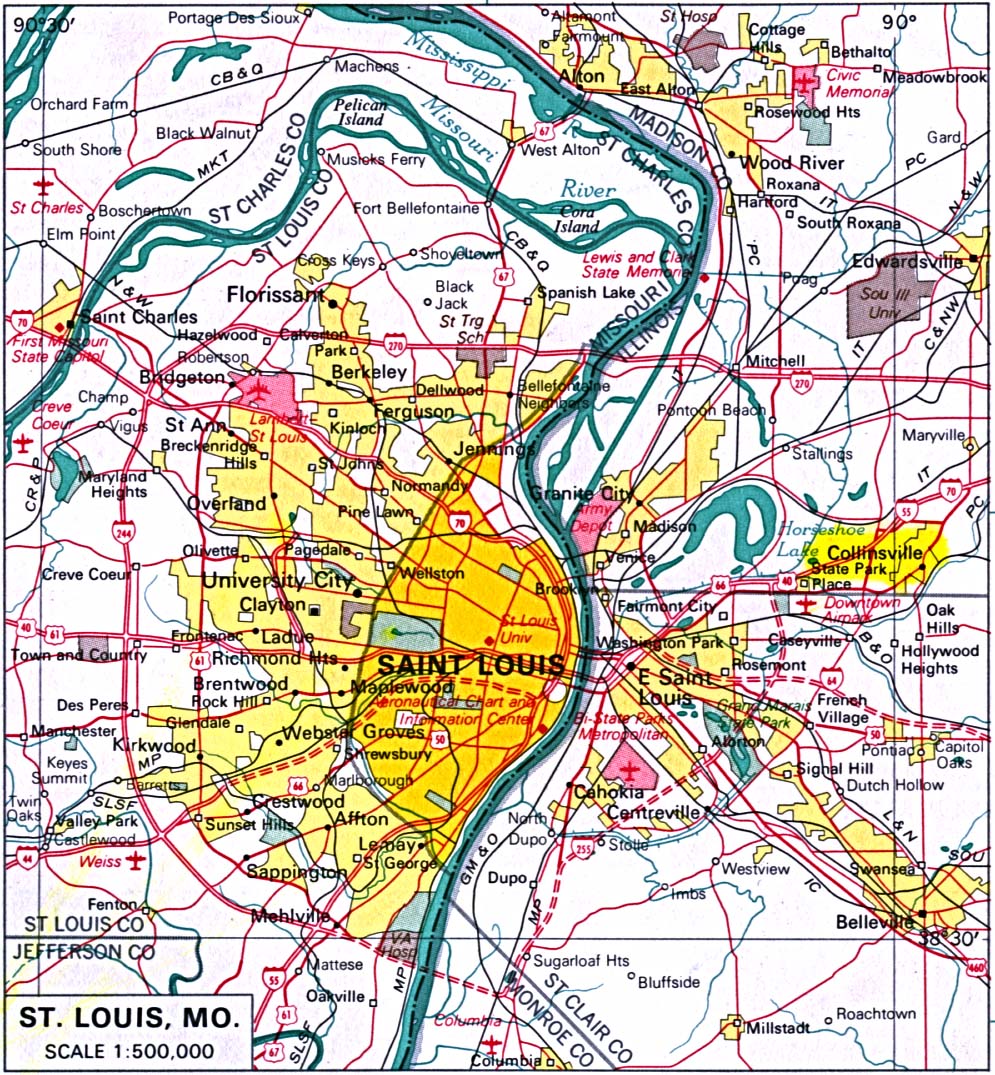 90°30'
Portage Des Sioux
Altamont
Fairmount
St Hosp
Cottage
Hills
90°
Bethalto
Mississippi
CB&Q
Machens
Alton
East Alton
Civic
Memorial
Meadowbrook
Orchard Farm
Pelican
Island
Missouri
River
MADISON CO
ST CHARLES CO
Rosewood Hts
Black Walnut
67
West Alton
Gard
South Shore
MKT
ST CHARLES CO
ST LOUIS CO
Musicks Ferry
Wood River
PC
St Charles
Boschertown
Fort Bellefontaine
River
Cora
Island
Roxana
IT
N & W
Hartford
South Roxana
Elm Point
CB&Q
PC
Cross Keys
Shoveltown
Lewis and Clark
State Memorial
Edwardsville
N & W
67
Poag
Florissant
Black
Jack
Spanish Lake
MISSOURI
ILLINOIS
Sou Ill
Univ
70
Saint Charles
St Trg
Sch
C & NW
First Missouri
State Capitol
Hazelwood
Calverton
Park
270
IT
Robertson
Mitchell
Bridgeton
Berkeley
IT
270
Champ
Dellwood
Bellefontaine
Neighbors
Creve
Coeur
Ferguson
Pontoon Beach
Vigus
St Ann
Lambert-
St Louis
Kinloch
Breckenridge
Hills
Jennings
Maryville
CR & P
St Johns
Stallings
Maryland
Heights
Normandy
IT
70
Granite City
Overland
Pine Lawn
Army
Depot
55
PC
70
Madison
244
Horseshoe
Lake
Collinsville
Olivette
Pagedale
Venice
State Park
Place
Creve Coeur
Wellston
66
40
University City
Brooklyn
Fairmont City
Downtown
Airpark
Clayton
Oak
Hills
40
61
St Louis
Univ
Frontenac
Ladue
Washington Park
Caseyville
B & O
Hollywood
Heights
Town and Country
61
Richmond Hts
SAINT LOUIS
Rosemont
64
E Saint
Louis
Brentwood
Maplewood
Rock Hill
Aeronautical Chart and
Information Center
French
Village
Des Peres
Grand Marais
State Park
Glendale
Bi-State Parks
Metropolitan
50
Manchester
Webster Groves
50
Alorton
Pontiac
Capitol
Oaks
Kirkwood
MP
Shrewsbury
Keyes
Summit
Signal Hill
Marlborough
Dutch Hollow
Barretts
66
Cahokia
Twin
Oaks
SLSF
Crestwood
Centreville
Valley Park
Sunset Hills
Affton
North
Dupo
L & N
Castlewood
255
Stolle
44
Weiss
Lemay
St George
GM & O
SOU
Sappington
Westview
Swansea
Dupo
IC
Imbs
Fenton
MP
ST LOUIS CO
Mehlville
Belleville
JEFFERSON CO
VA
Hosp
38°30'
Mattese
Sugarloaf Hts
460
55
MP
Bluffside
Oakville
ST CLAIR CO
MONROE CO
61
Columbia
Roachtown
Millstadt
67
SLSF
Columbia
ST. LOUIS, MO.
SCALE 1:500,000